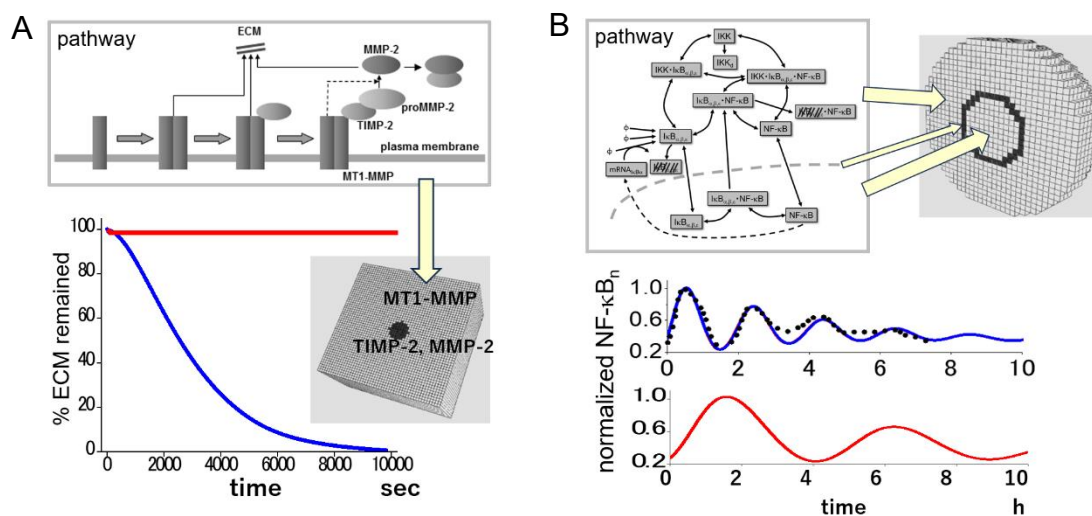 A
pathway
ECM
MMP-2
proMMP-2
TIMP-2
plasma membrane
MT1-MMP
% ECM remained
100
80
60
40
20
0
0 2000 4000 6000 8000 10000
time sec
MT1-MMP
TIMP-2, MMP-2
B
pathway
IKK
IKKd
IKK·IκBα,β,ε
IKK·IκBα,β,ε·NF-κB
IκBα,β,ε·NF-κB
·NF-κB
NF-κB
IκBα,β,ε
ϕ
ϕ
ϕ
mRNAIκBα
IκBα,β,ε·NF-κB
IκBα,β,ε
NF-κB
normalized NF-κBn
1.0
0.6
0.2
0 2 4 6 8 10
1.0
0.6
0.2
0 2 4 6 8 10
time h